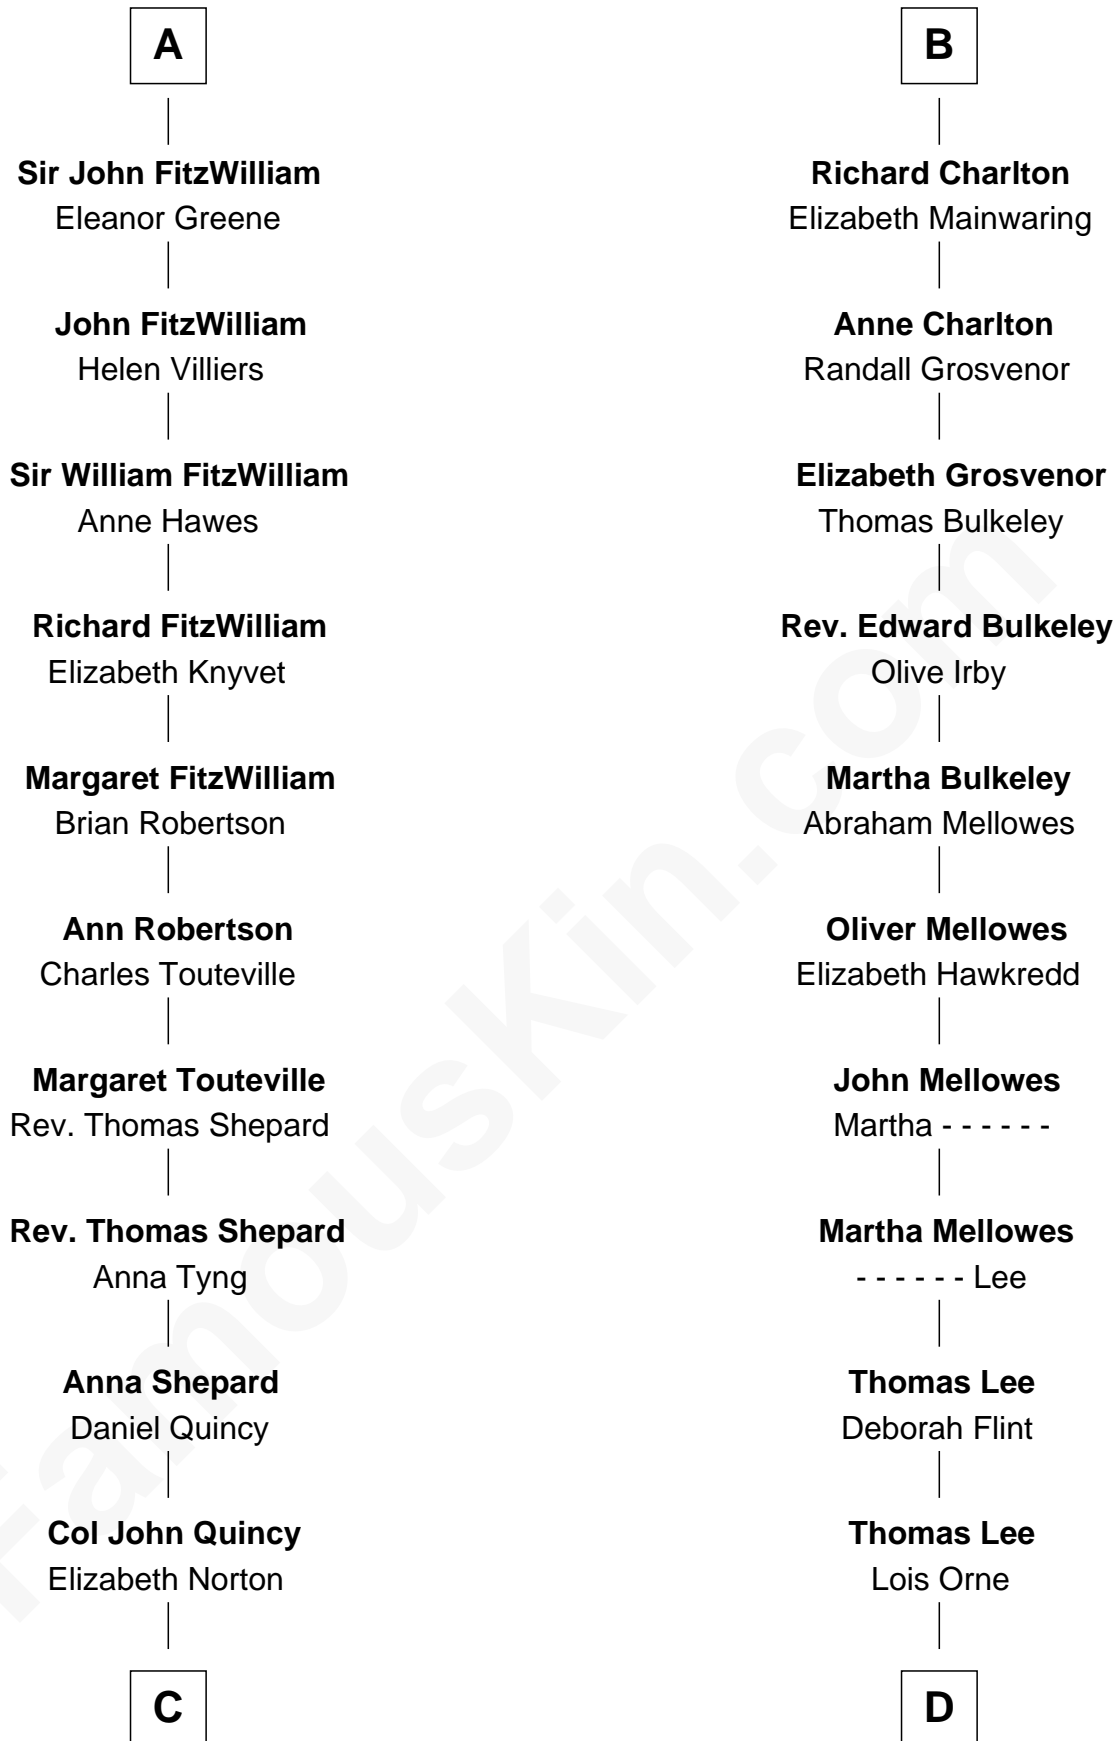 A
Sir John FitzWilliam
Eleanor Greene
John FitzWilliam
Helen Villiers
Sir William FitzWilliam
Anne Hawes
Richard FitzWilliam
Elizabeth Knyvet
Margaret FitzWilliam
Brian Robertson
Ann Robertson
Charles Touteville
Margaret Touteville
Rev. Thomas Shepard
Rev. Thomas Shepard
Anna Tyng
Anna Shepard
Daniel Quincy
Col John Quincy
Elizabeth Norton
C
B
Richard Charlton
Elizabeth Mainwaring
Anne Charlton
Randall Grosvenor
Elizabeth Grosvenor
Thomas Bulkeley
Rev. Edward Bulkeley
Olive Irby
Martha Bulkeley
Abraham Mellowes
Oliver Mellowes
Elizabeth Hawkredd
John Mellowes
Martha - - - - - -
Martha Mellowes
- - - - - - Lee
Thomas Lee
Deborah Flint
Thomas Lee
Lois Orne
D
FamousKin.com